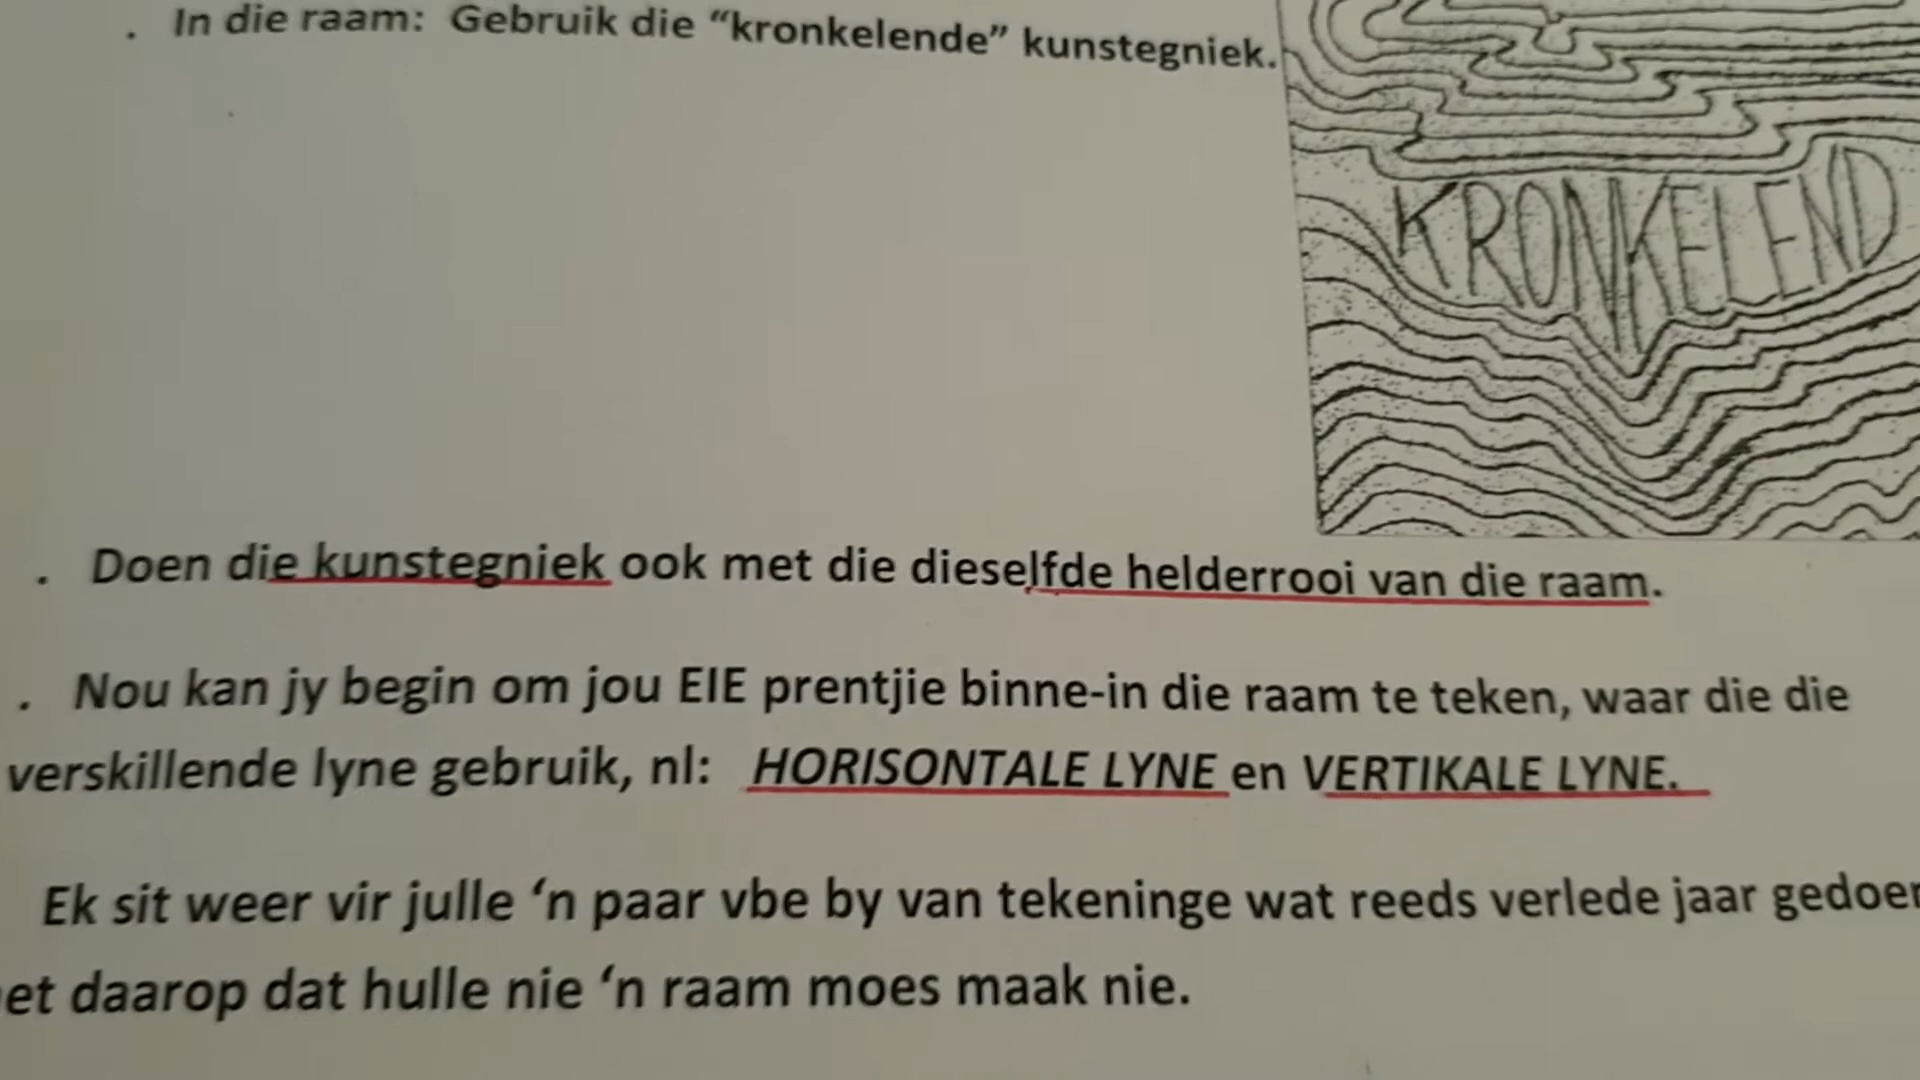 . In die raam: Gebruik die “kronkelende” kunstegniek.
KRONKELEND
. Doen die kunstegniek ook met die dieselfde helderrooi van die raam.
. Nou kan jy begin om jou EIE prentjie binne-in die raam te teken, waar die die
verskillende lyne gebruik, nl: HORISONTALE LYNE en VERTIKALE LYNE.
Ek sit weer vir julle ‘n paar vbe by van tekeninge wat reeds verlede jaar
daarop dat hulle nie ‘n raam moes maak nie.